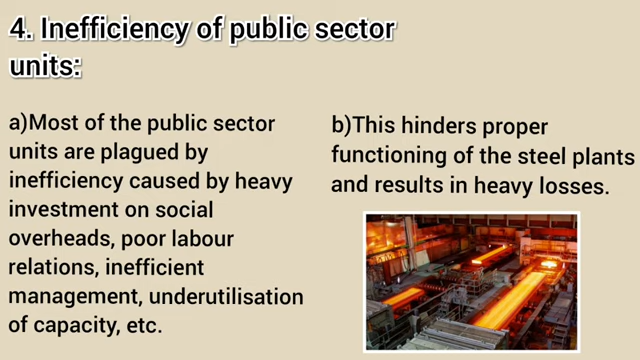 4. Inefficiency of public sector
units:
a)Most of the public sector
units are plagued by
inefficiency caused by heavy
investment on social
overheads, poor labour
relations, inefficient
management, underutilisation
of capacity, etc.
b)This hinders proper
functioning of the steel plants
and results in heavy losses.